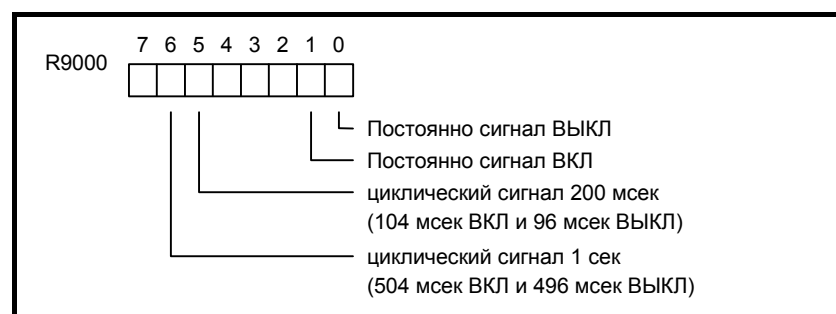 7 6 5 4 3 2 1 0
R9000
Постоянно сигнал ВЫКЛ
Постоянно сигнал ВКЛ
циклический сигнал 200 мсек
(104 мсек ВКЛ и 96 мсек ВЫКЛ)
циклический сигнал 1 сек
(504 мсек ВКЛ и 496 мсек ВЫКЛ)